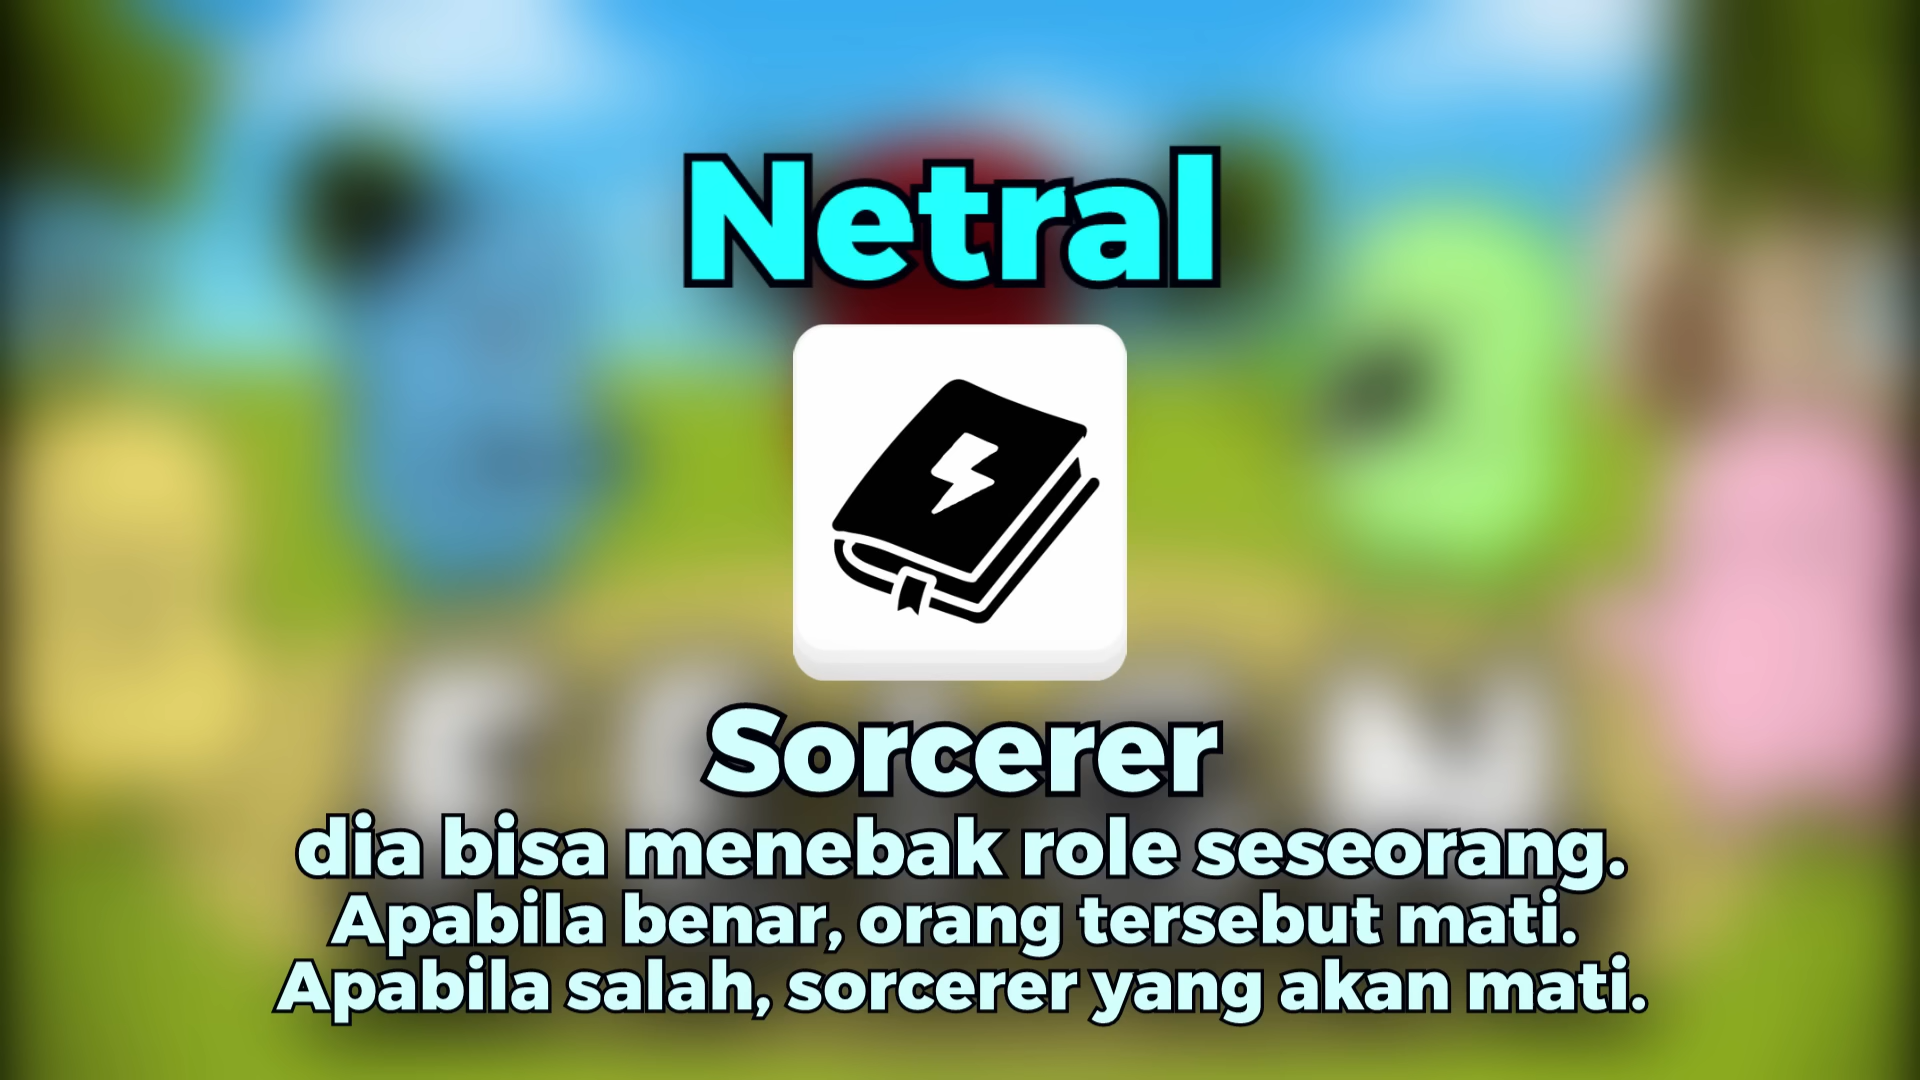 Netral
Sorcerer
dia bisa menebak role seseorang.
Apabila benar, orang tersebut mati.
Apabila salah, sorcerer yang akan mati.